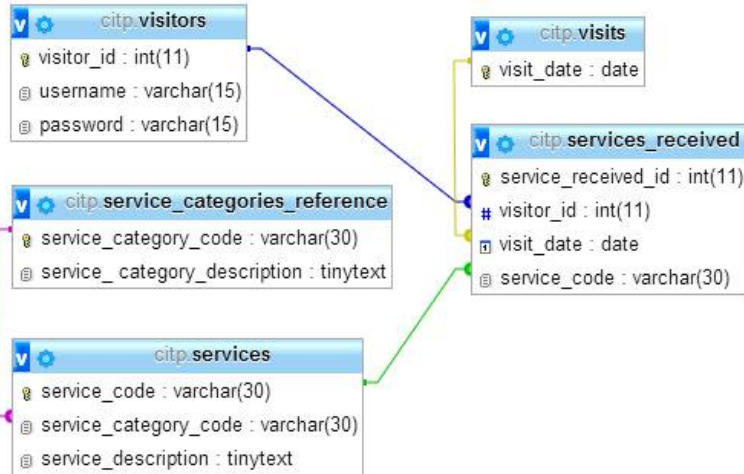 v citp.visitors
visitor_id : int(11)
username : varchar(15)
password : varchar(15)
v citp.service_categories_reference
service_category_code : varchar(30)
service_ category_description : tinytext
v citp.services
service_code : varchar(30)
service_category_code : varchar(30)
service_description : tinytext
v citp.visits
visit_date : date
v citp.services_received
service_received_id : int(11)
# visitor_id : int(11)
visit_date : date
service_code : varchar(30)